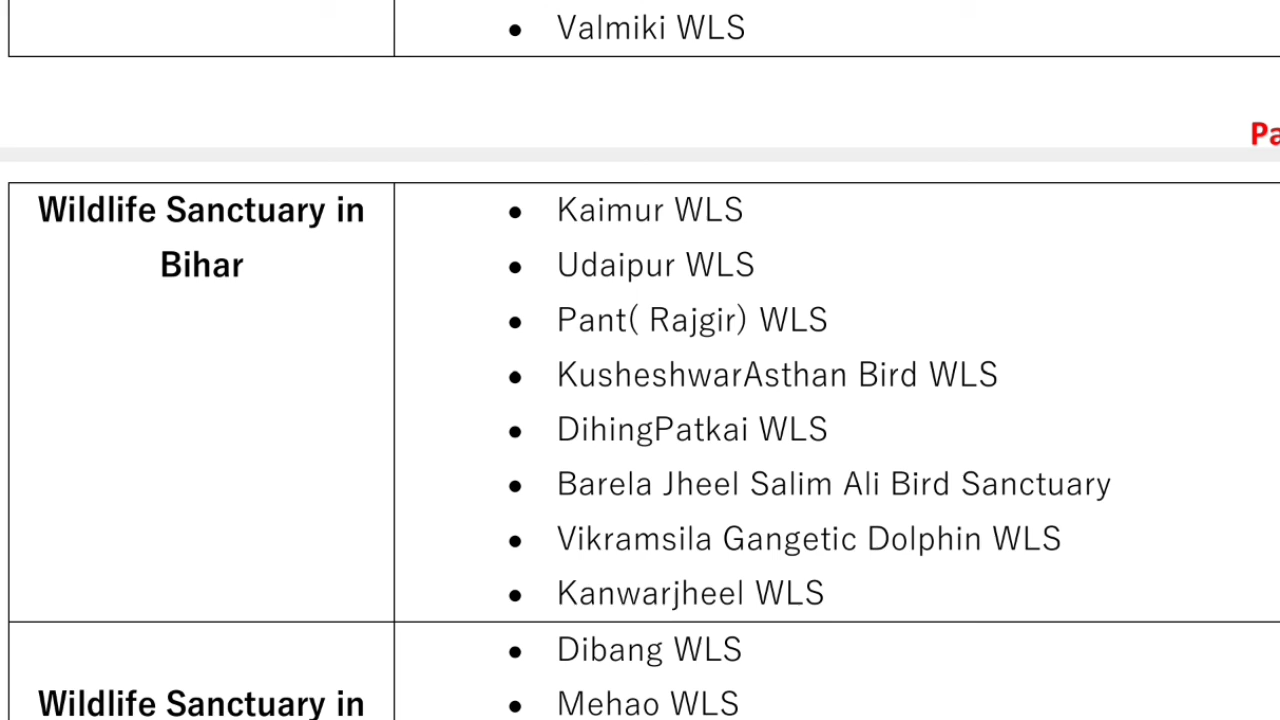 • Valmiki WLS
Pa
Wildlife Sanctuary in
Bihar
• Kaimur WLS
• Udaipur WLS
• Pant( Rajgir) WLS
• KusheshwarAsthan Bird WLS
• DihingPatkai WLS
• Barela Jheel Salim Ali Bird Sanctuary
• Vikramsila Gangetic Dolphin WLS
• Kanwarjheel WLS
• Dibang WLS
Wildlife Sanctuary in
• Mehao WLS